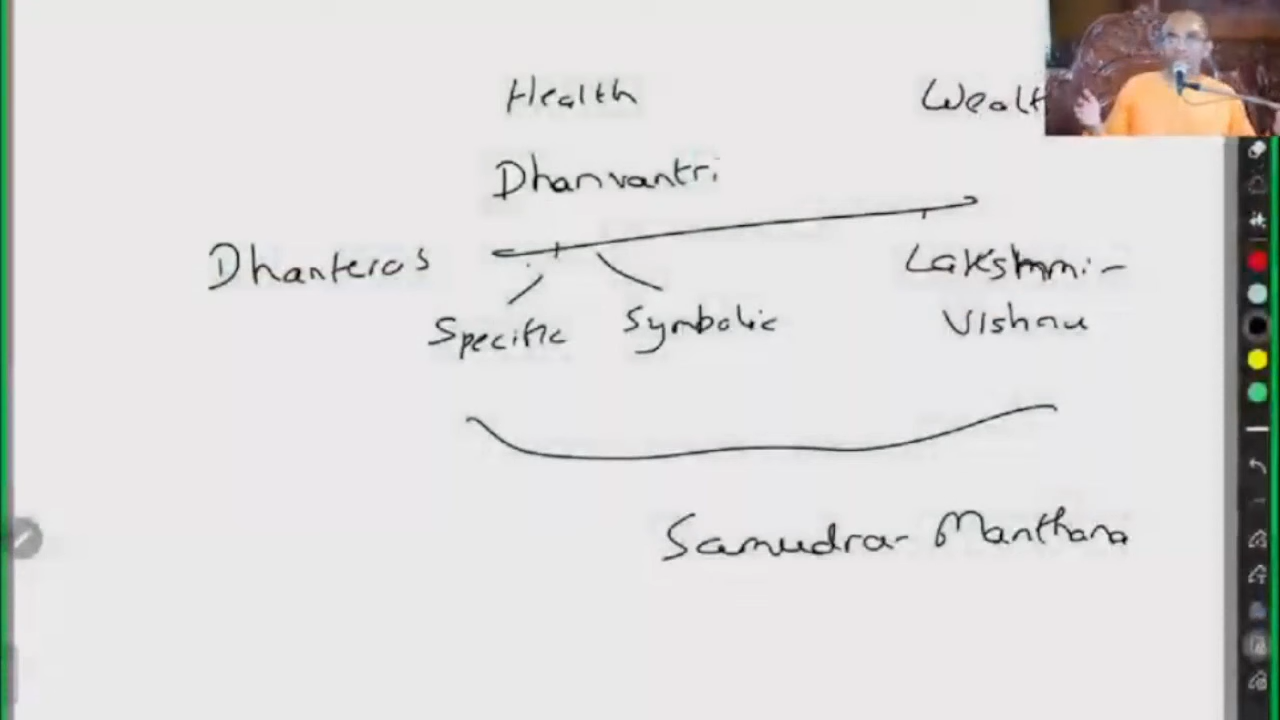 Health Wealt
Dhanvantri
Dhanteras Lakshmi-
Specific Symbolic Vishnu
Samudra- Manthana